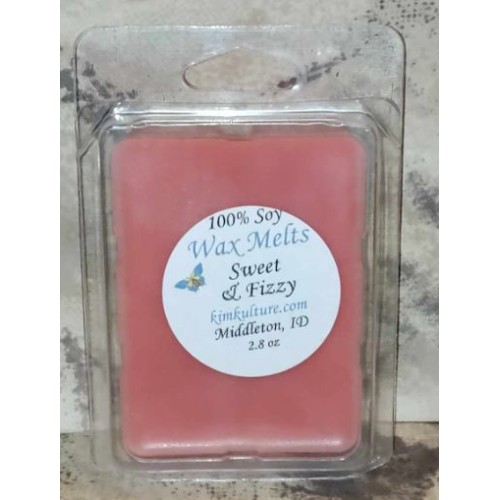 100% Soy
Wax Melts
Sweet
& Fizzy
kimkulture.com
Middleton, ID
2.8 oz